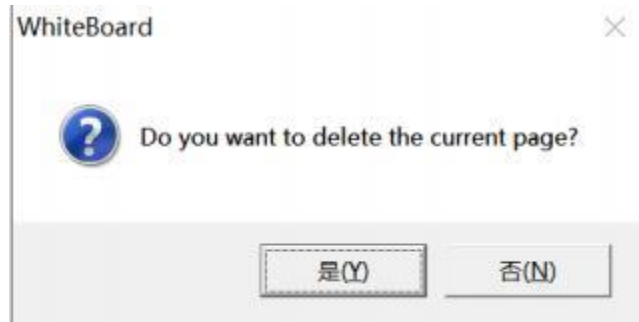 WhiteBoard
Do you want to delete the current page?
是(Y) 否(N)